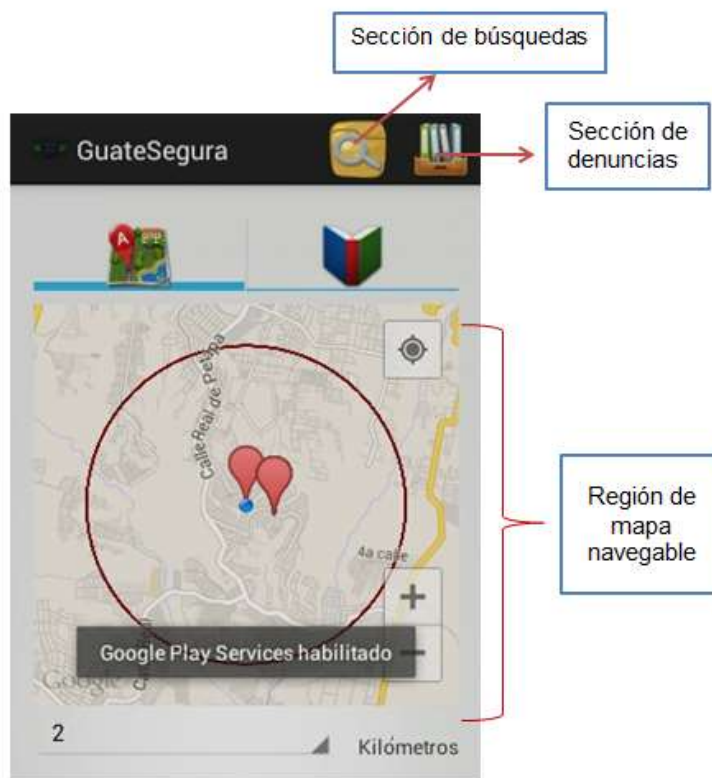 Sección de búsquedas
GuateSegura
Sección de
denuncias
A
Calle Real de Petapa
Región de
mapa
navegable
4a calle
+
Google Play Services habilitado
Google
2
Kilómetros